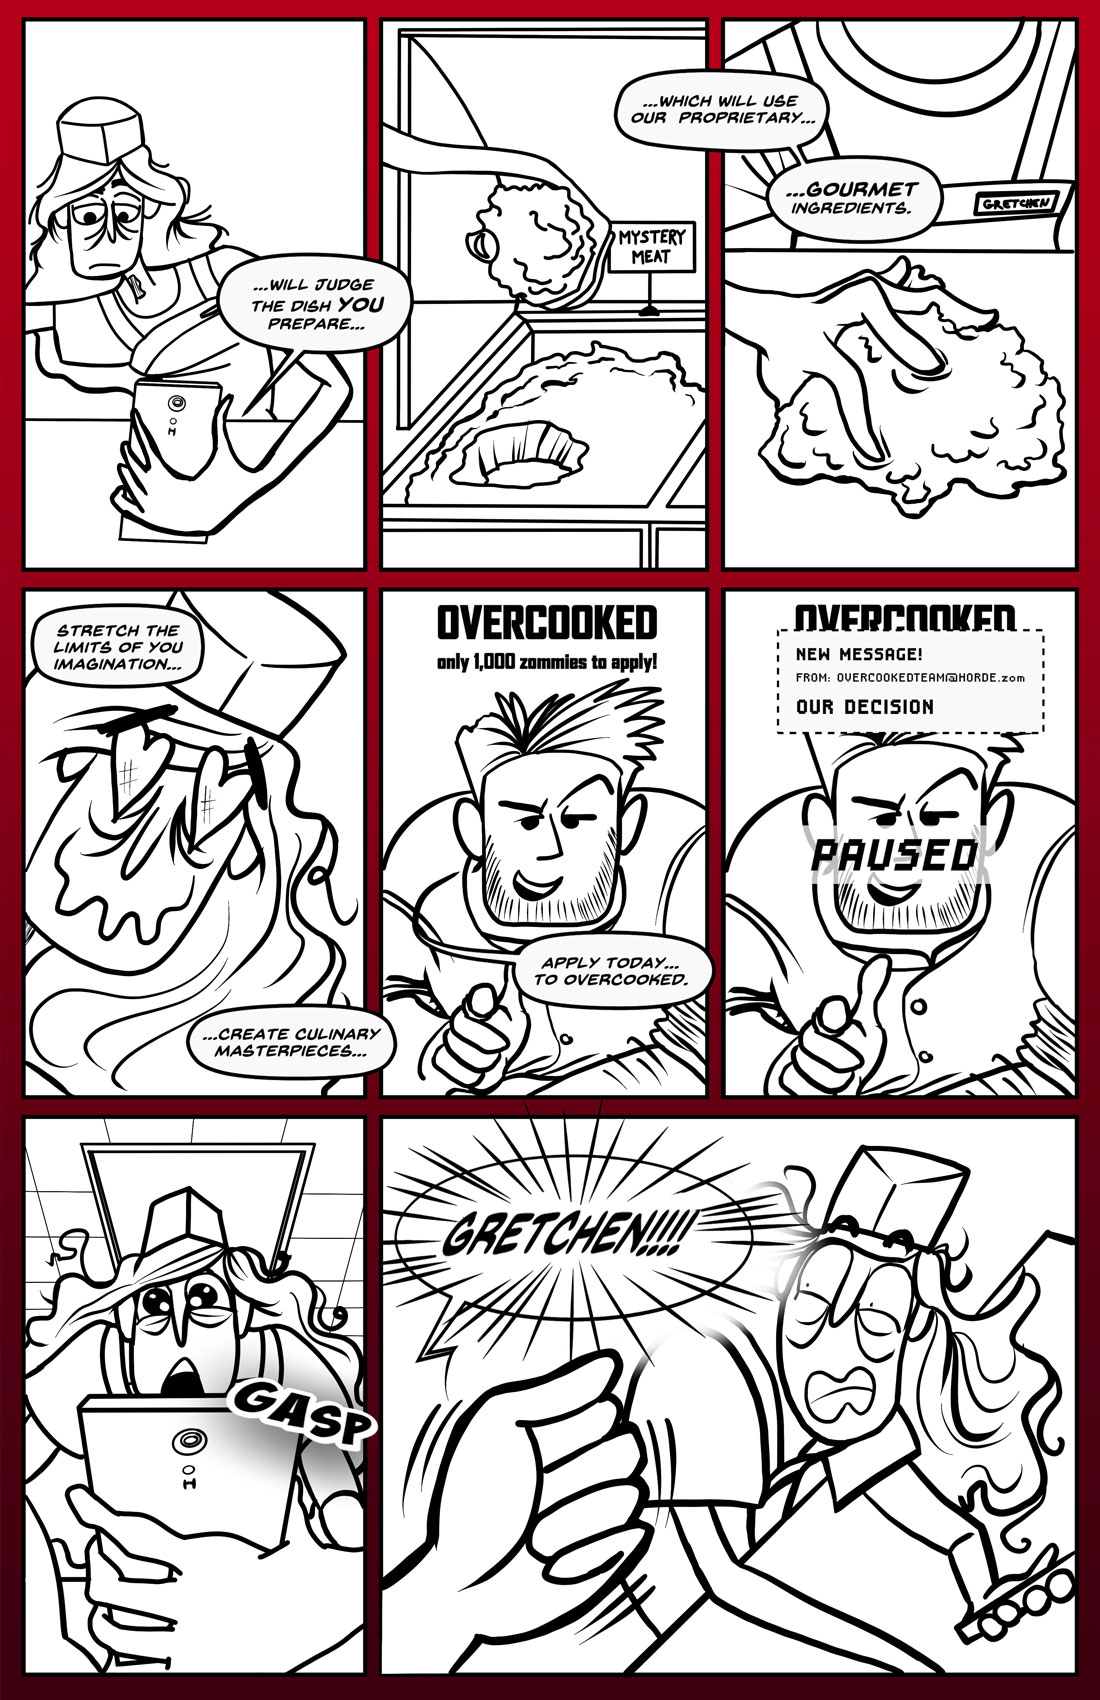 ...WILL JUDGE
THE DISH YOU
PREPARE...
MYSTERY
MEAT
...WHICH WILL USE
OUR PROPRIETARY...
...GOURMET
INGREDIENTS.
GRETCHEN
H
STRETCH THE
LIMITS OF YOU
IMAGINATION...
...CREATE CULINARY
MASTERPIECES...
OVERCOOKED
only 1,000 zommies to apply!
APPLY TODAY...
TO OVERCOOKED.
OVERCOOKED
NEW MESSAGE!
FROM: OVERCOOKEDTEAM@HORDE.zom
OUR DECISION
PAUSED
GASP
H
GRETCHEN!!!!